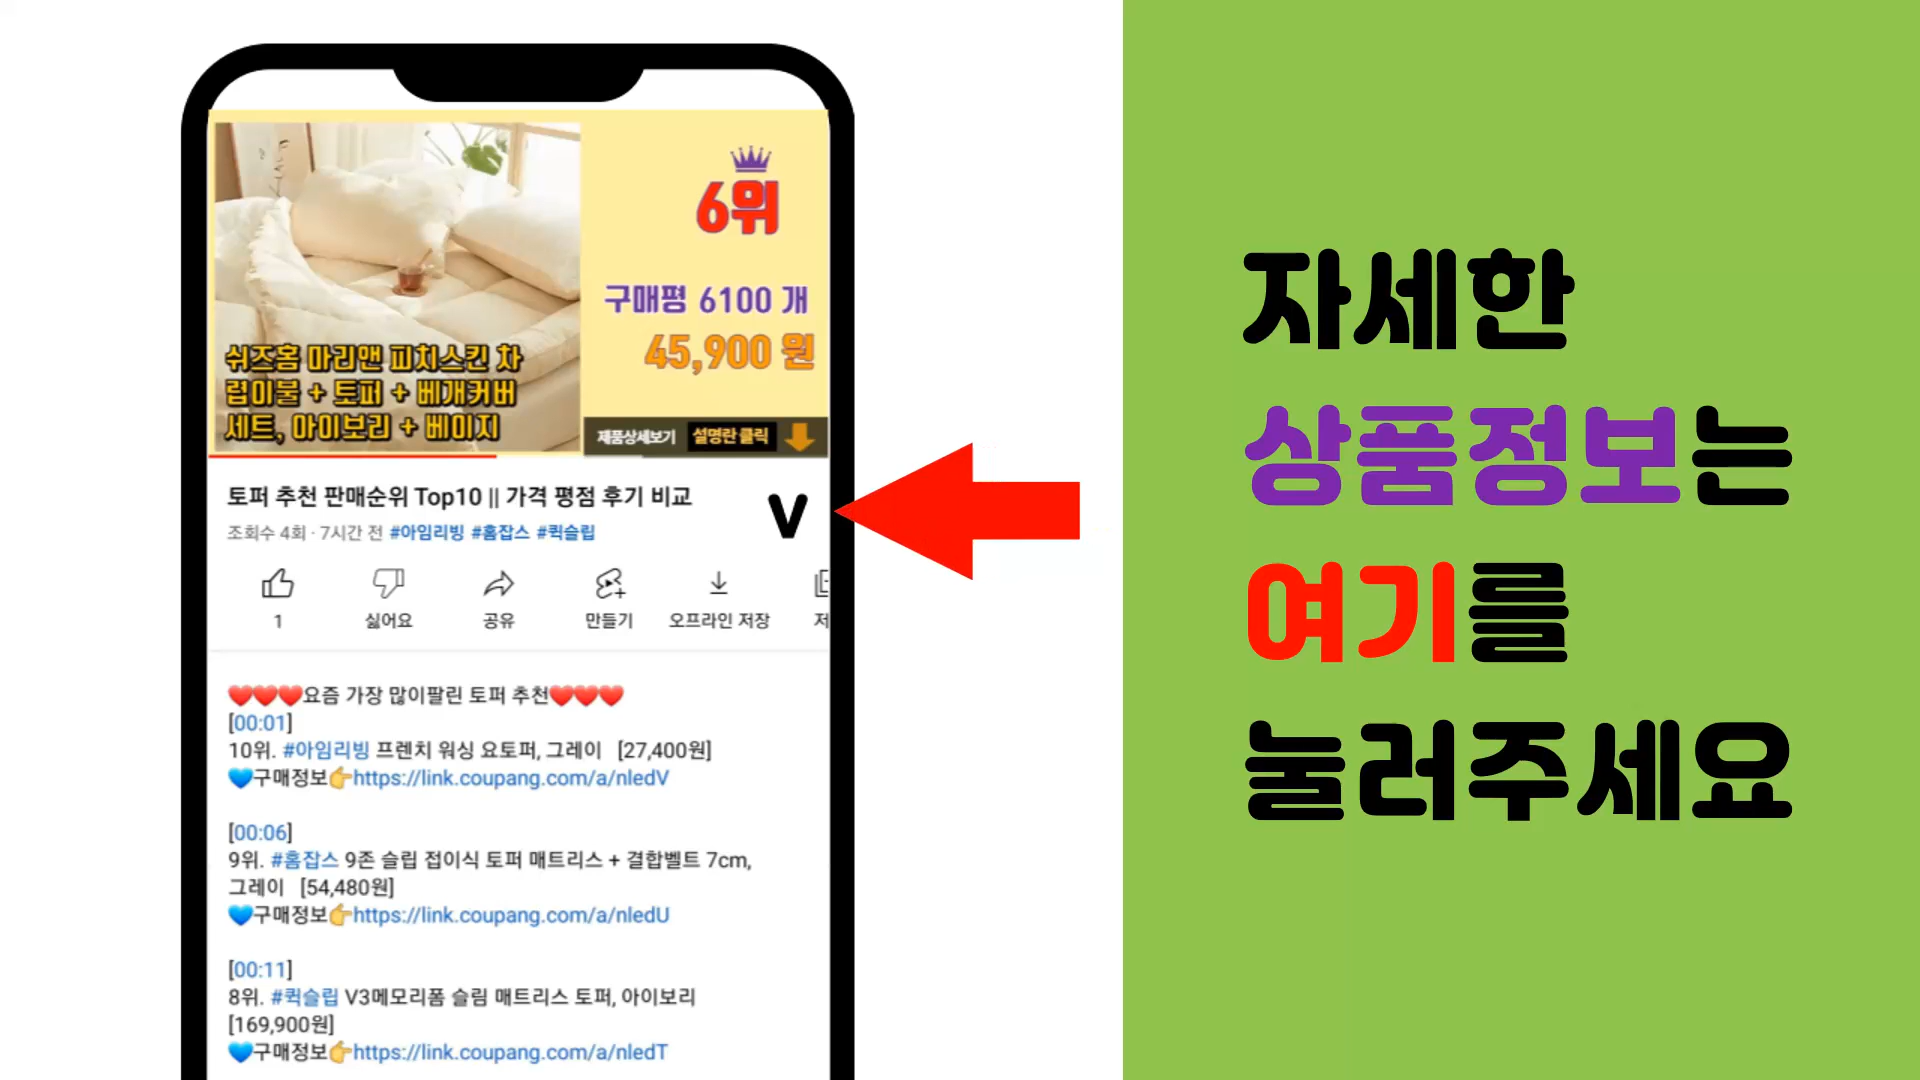 6위
구매평 6100 개
45,900 원
쉬즈홈 마리앤 피치스킨 차
렵이불 + 토퍼 + 베개커버
세트, 아이보리 + 베이지
제품상세보기 설명란 클릭
토퍼 추천 판매순위 Top10 || 가격 평점 후기 비교
V
조회수 4회 · 7시간 전 #아임리빙 #홈잡스 #퀵슬립
1 싫어요 공유 만들기 오프라인 저장 저
❤️❤️❤️요즘 가장 많이팔린 토퍼 추천❤️❤️❤️
[00:01]
10위. #아임리빙 프렌치 워싱 요토퍼, 그레이 [27,400원]
💙구매정보👉https://link.coupang.com/a/nledV
[00:06]
9위. #홈잡스 9존 슬립 접이식 토퍼 매트리스 + 결합벨트 7cm,
그레이 [54,480원]
💙구매정보👉https://link.coupang.com/a/nledU
[00:11]
8위. #퀵슬립 V3메모리폼 슬림 매트리스 토퍼, 아이보리
[169,900원]
💙구매정보👉https://link.coupang.com/a/nledT
자세한
상품정보는
여기를
눌러주세요